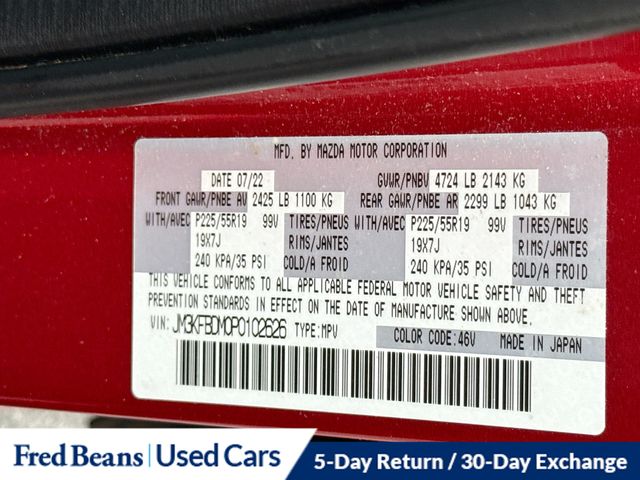 MFD. BY MAZDA MOTOR CORPORATION
DATE 07/22 GVWR/PNBV 4724 LB 2143 KG
FRONT GAWR/PNBE AV 2425 LB 1100 KG REAR GAWR/PNBE AR 2299 LB 1043 KG
WITH/AVEC P225/55R19 99V TIRES/PNEUS WITH/AVEC P225/55R19 99V TIRES/PNEUS
19X7J RIMS/JANTES 19X7J RIMS/JANTES
240 KPA/35 PSI COLD/A FROID 240 KPA/35 PSI COLD/A FROID
THIS VEHICLE CONFORMS TO ALL APPLICABLE FEDERAL MOTOR VEHICLE SAFETY AND THEFT
PREVENTION STANDARDS IN EFFECT ON THE DATE OF MANUFACTURE SHOWN ABOVE.
VIN: JM3KFBDM0P0102626 TYPE: MPV COLOR CODE: 46V MADE IN JAPAN
Fred Beans Used Cars 5-Day Return / 30-Day Exchange